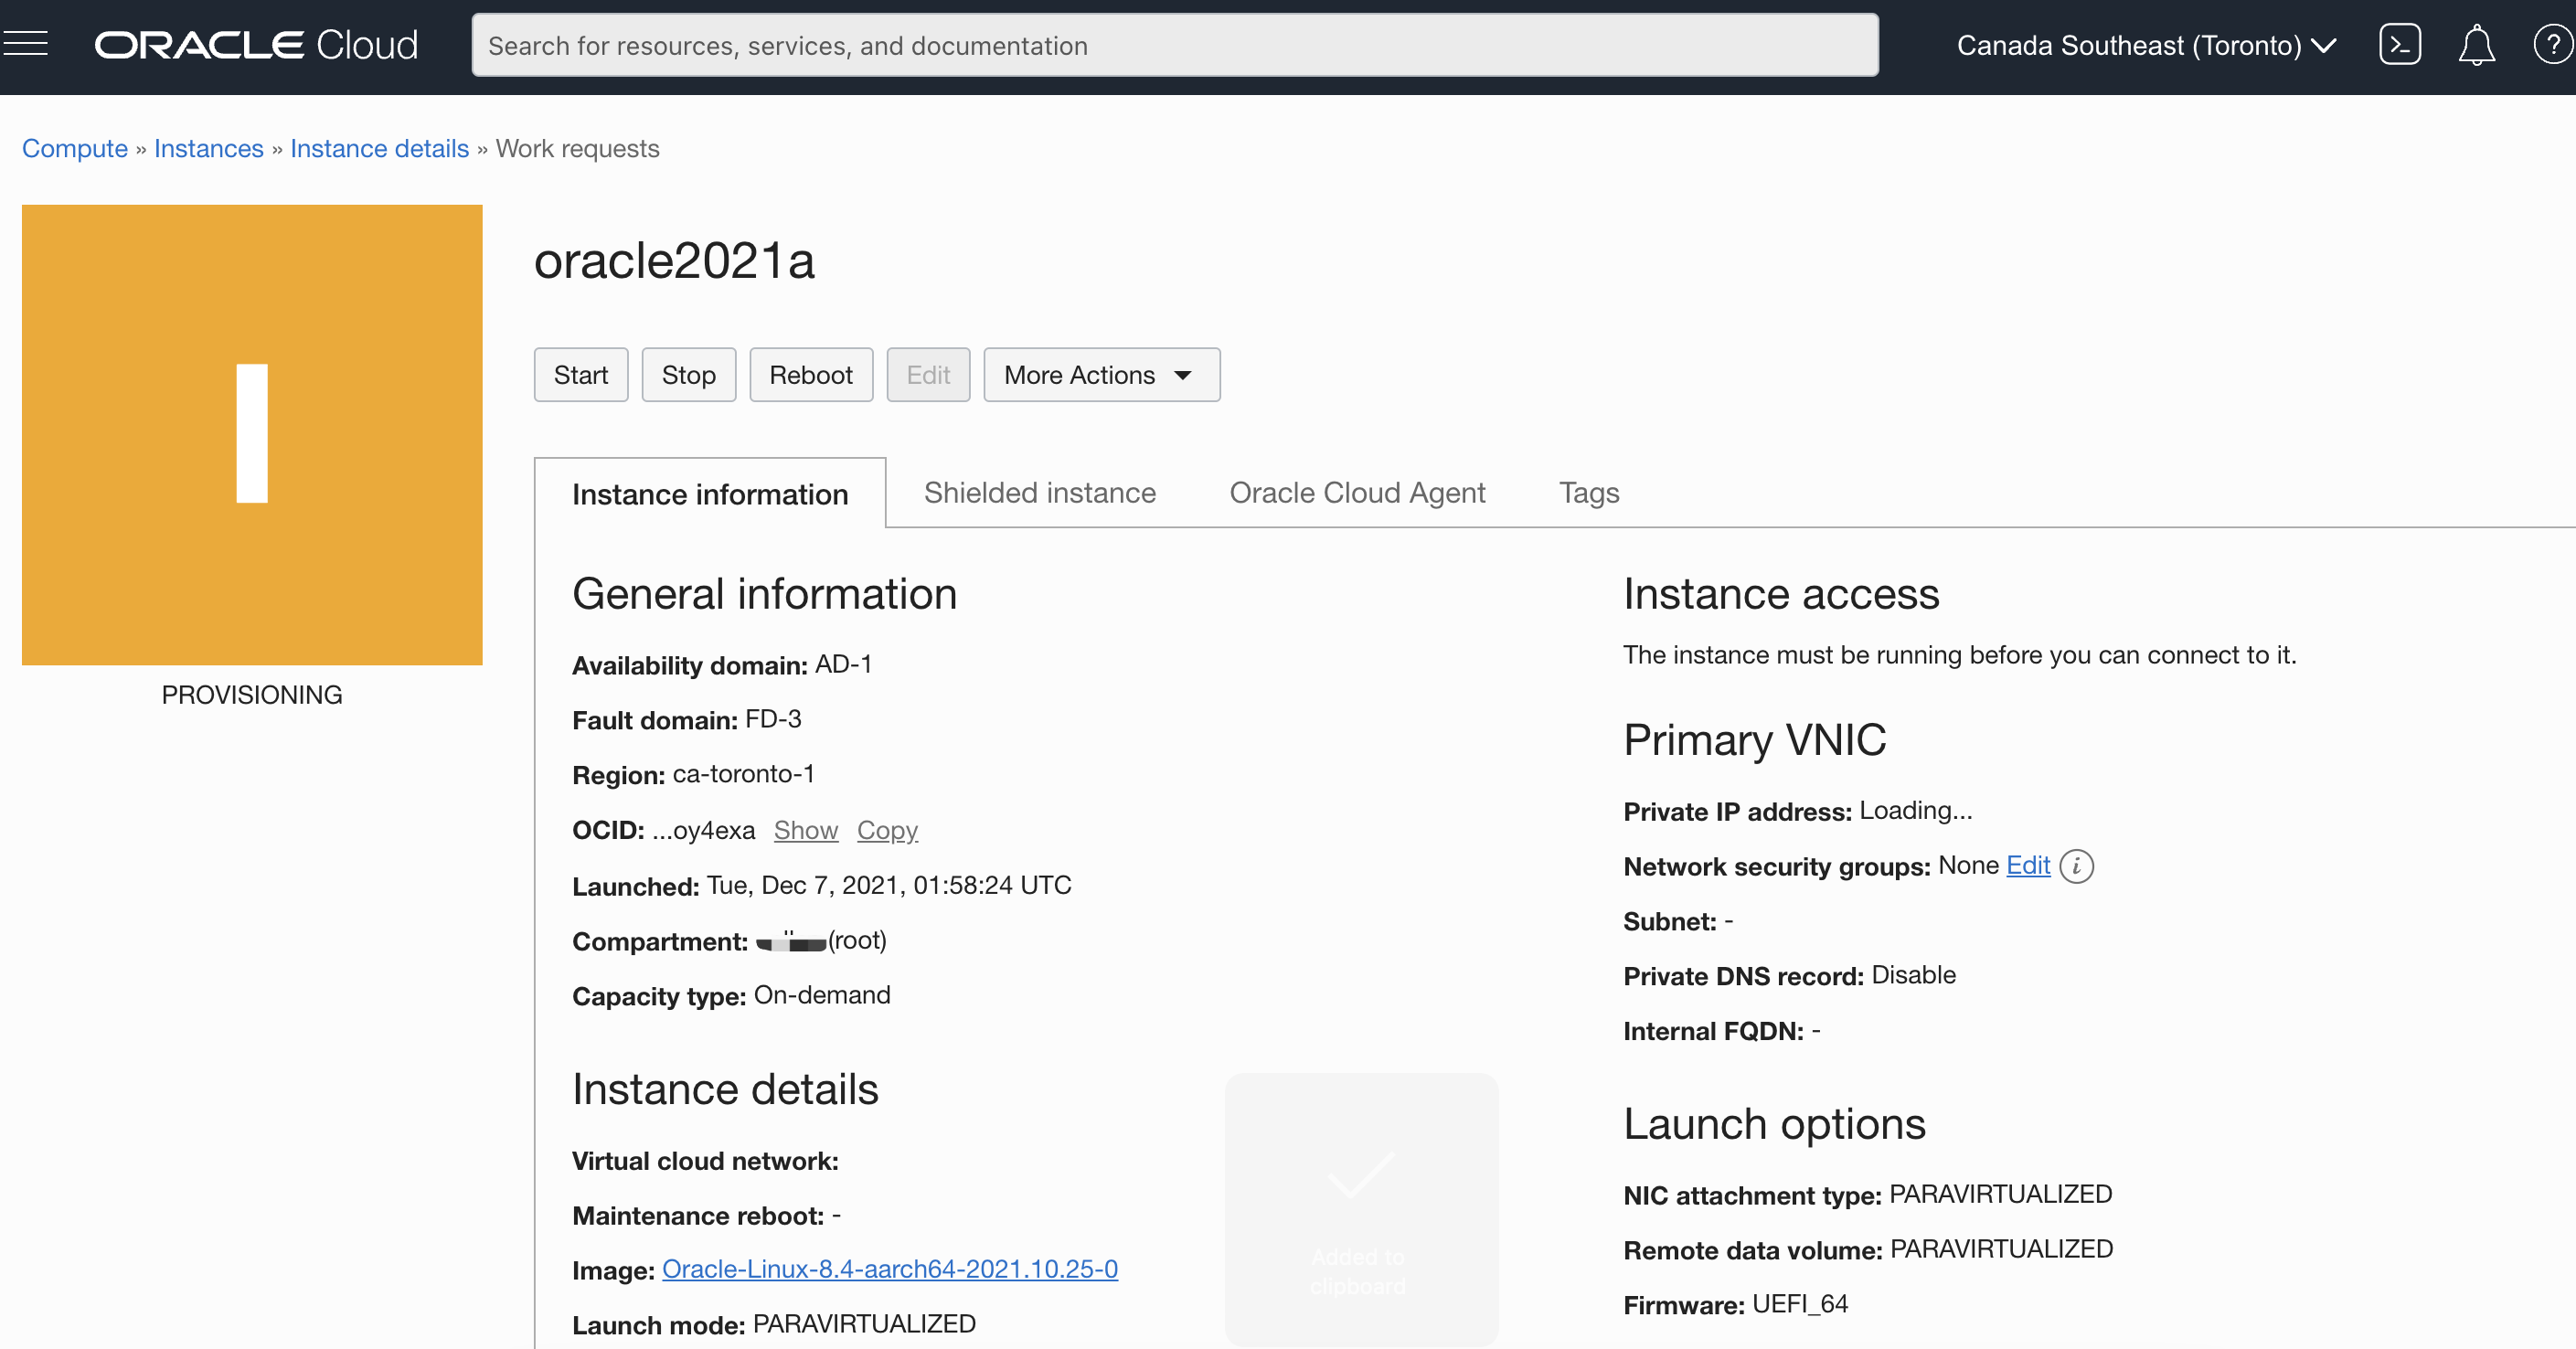 ORACLE Cloud
Search for resources, services, and documentation
Canada Southeast (Toronto)
Compute » Instances » Instance details » Work requests
I
PROVISIONING
oracle2021a
Start
Stop
Reboot
Edit
More Actions
Instance information
Shielded instance
Oracle Cloud Agent
Tags
General information
Availability domain: AD-1
Fault domain: FD-3
Region: ca-toronto-1
OCID: ...oy4exa Show Copy
Launched: Tue, Dec 7, 2021, 01:58:24 UTC
Compartment: (root)
Capacity type: On-demand
Instance details
Virtual cloud network:
Maintenance reboot: -
Image: Oracle-Linux-8.4-aarch64-2021.10.25-0
Launch mode: PARAVIRTUALIZED
Added to
clipboard
Instance access
The instance must be running before you can connect to it.
Primary VNIC
Private IP address: Loading...
Network security groups: None Edit i
Subnet: -
Private DNS record: Disable
Internal FQDN: -
Launch options
NIC attachment type: PARAVIRTUALIZED
Remote data volume: PARAVIRTUALIZED
Firmware: UEFI_64